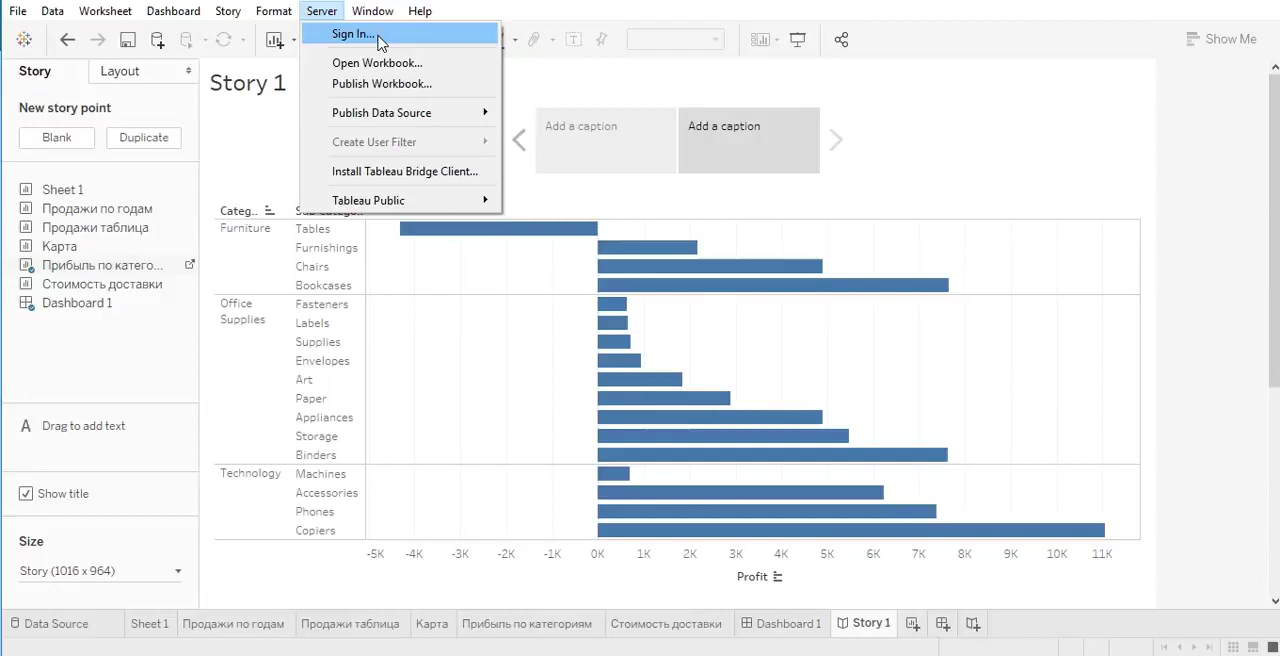 File Data Worksheet Dashboard Story Format Server Window Help
Show Me
Sign In...
Open Workbook...
Publish Workbook...
Publish Data Source
Create User Filter
Install Tableau Bridge Client...
Tableau Public
Story Layout
New story point
Blank Duplicate
Sheet 1
Продажи по годам
Продажи таблица
Карта
Прибыль по катего...
Стоимость доставки
Dashboard 1
A Drag to add text
Show title
Size
Story (1016 x 964)
Story 1
Add a caption Add a caption
Categ..
Furniture Tables
Furnishings
Chairs
Bookcases
Office Supplies Fasteners
Labels
Supplies
Envelopes
Art
Paper
Appliances
Storage
Binders
Technology Machines
Accessories
Phones
Copiers
-5K -4K -3K -2K -1K 0K 1K 2K 3K 4K 5K 6K 7K 8K 9K 10K 11K
Profit
Data Source Sheet 1 Продажи по годам Продажи таблица Карта Прибыль по категориям Стоимость доставки Dashboard 1 Story 1